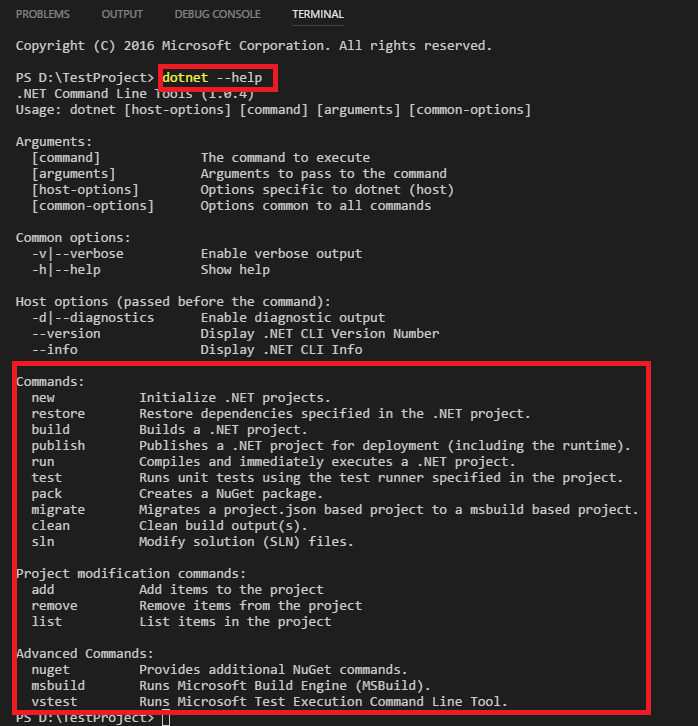 PROBLEMS OUTPUT DEBUG CONSOLE TERMINAL
Copyright (C) 2016 Microsoft Corporation. All rights reserved.
PS D:\TestProject> dotnet --help
.NET Command Line Tools (1.0.4)
Usage: dotnet [host-options] [command] [arguments] [common-options]
Arguments:
[command] The command to execute
[arguments] Arguments to pass to the command
[host-options] Options specific to dotnet (host)
[common-options] Options common to all commands
Common options:
-v|--verbose Enable verbose output
-h|--help Show help
Host options (passed before the command):
-d|--diagnostics Enable diagnostic output
--version Display .NET CLI Version Number
--info Display .NET CLI Info
Commands:
new Initialize .NET projects.
restore Restore dependencies specified in the .NET project.
build Builds a .NET project.
publish Publishes a .NET project for deployment (including the runtime).
run Compiles and immediately executes a .NET project.
test Runs unit tests using the test runner specified in the project.
pack Creates a NuGet package.
migrate Migrates a project.json based project to a msbuild based project.
clean Clean build output(s).
sln Modify solution (SLN) files.
Project modification commands:
add Add items to the project
remove Remove items from the project
list List items in the project
Advanced Commands:
nuget Provides additional NuGet commands.
msbuild Runs Microsoft Build Engine (MSBuild).
vstest Runs Microsoft Test Execution Command Line Tool.
PS D:\TestProject>